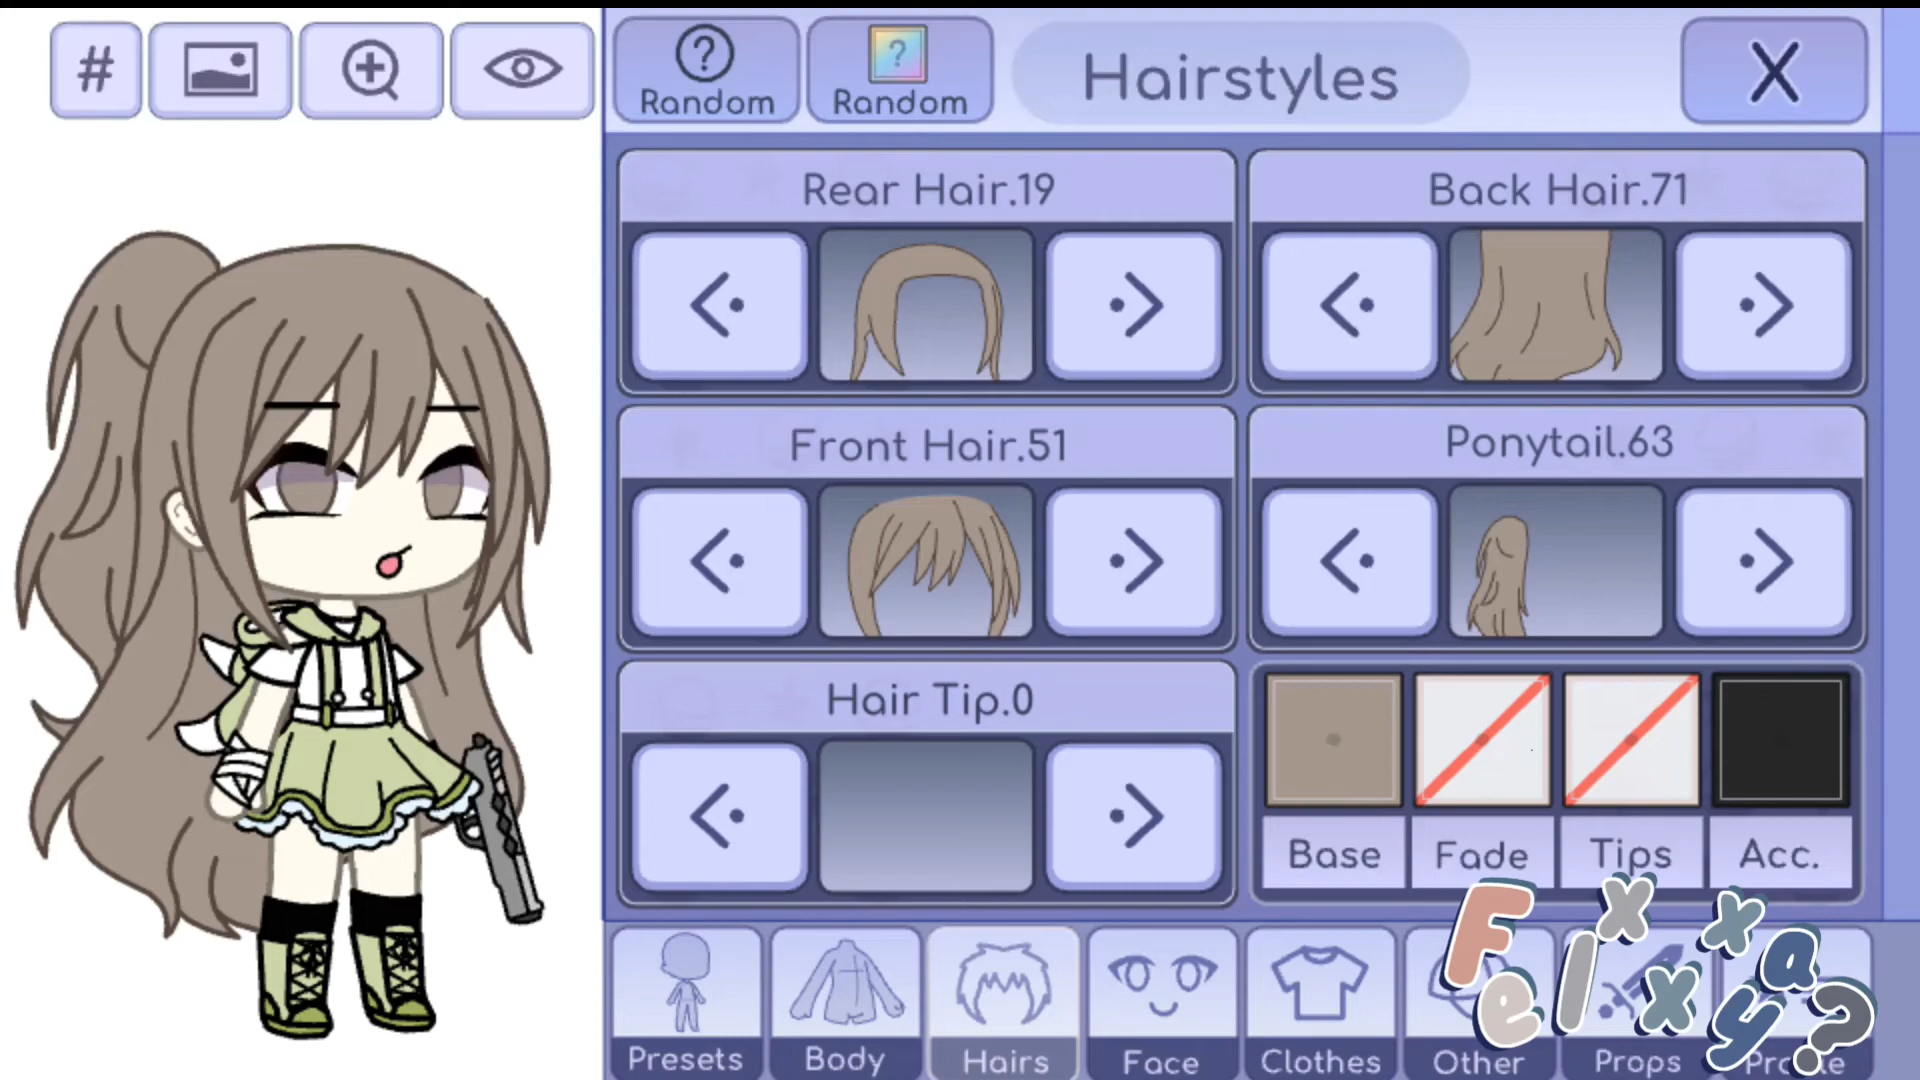 #
? Random
? Random
Hairstyles
X
Rear Hair.19
Back Hair.71
Front Hair.51
Ponytail.63
Hair Tip.0
Base
Fade
Tips
Acc.
Presets
Body
Hairs
Face
Clothes
Other
Props
Felxxxxay?